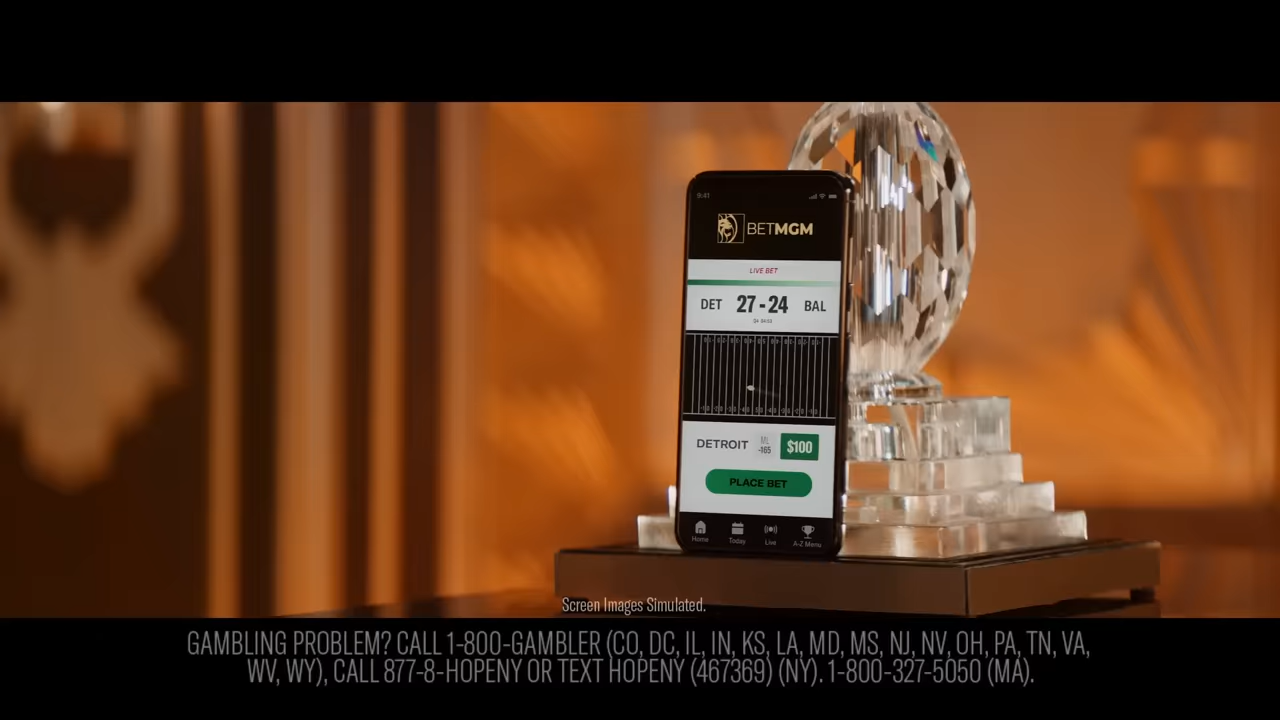 9:41
BETMGM
LIVE BET
DET 27 - 24 BAL
DETROIT ML -165 $100
PLACE BET
Home Today Live A-Z Menu
Screen Images Simulated.
GAMBLING PROBLEM? CALL 1-800-GAMBLER (CO, DC, IL, IN, KS, LA, MD, MS, NJ, NV, OH, PA, TN, VA,
WV, WY), CALL 877-8-HOPENY OR TEXT HOPENY (467369) (NY). 1-800-327-5050 (MA).